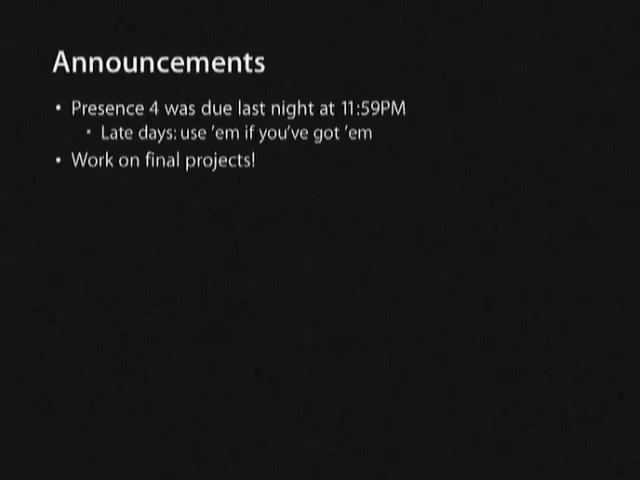 Announcements
• Presence 4 was due last night at 11:59PM
• Late days: use ’em if you’ve got ’em
• Work on final projects!